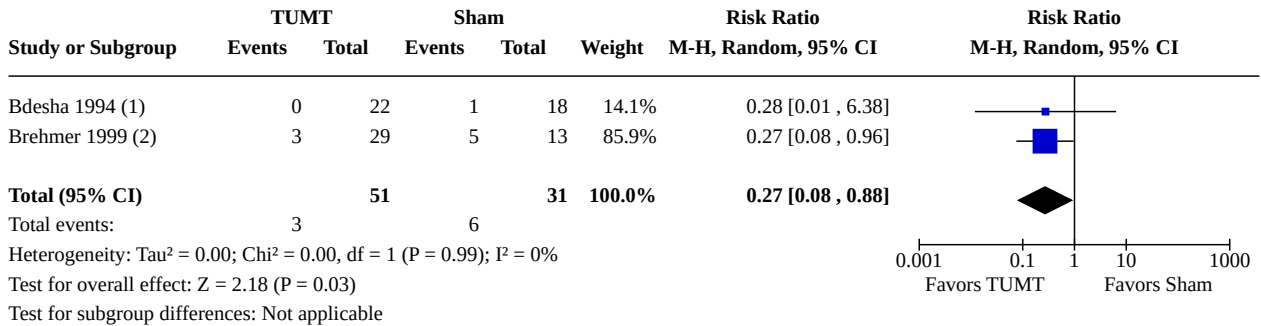 TUMT Sham Risk Ratio Risk Ratio
Study or Subgroup Events Total Events Total Weight M-H, Random, 95% CI M-H, Random, 95% CI
Bdesha 1994 (1) 0 22 1 18 14.1% 0.28 [0.01 , 6.38]
Brehmer 1999 (2) 3 29 5 13 85.9% 0.27 [0.08 , 0.96]
Total (95% CI) 51 31 100.0% 0.27 [0.08 , 0.88]
Total events: 3 6
Heterogeneity: Tau² = 0.00; Chi² = 0.00, df = 1 (P = 0.99); I² = 0%
0.001 0.1 1 10 1000
Test for overall effect: Z = 2.18 (P = 0.03) Favors TUMT Favors Sham
Test for subgroup differences: Not applicable